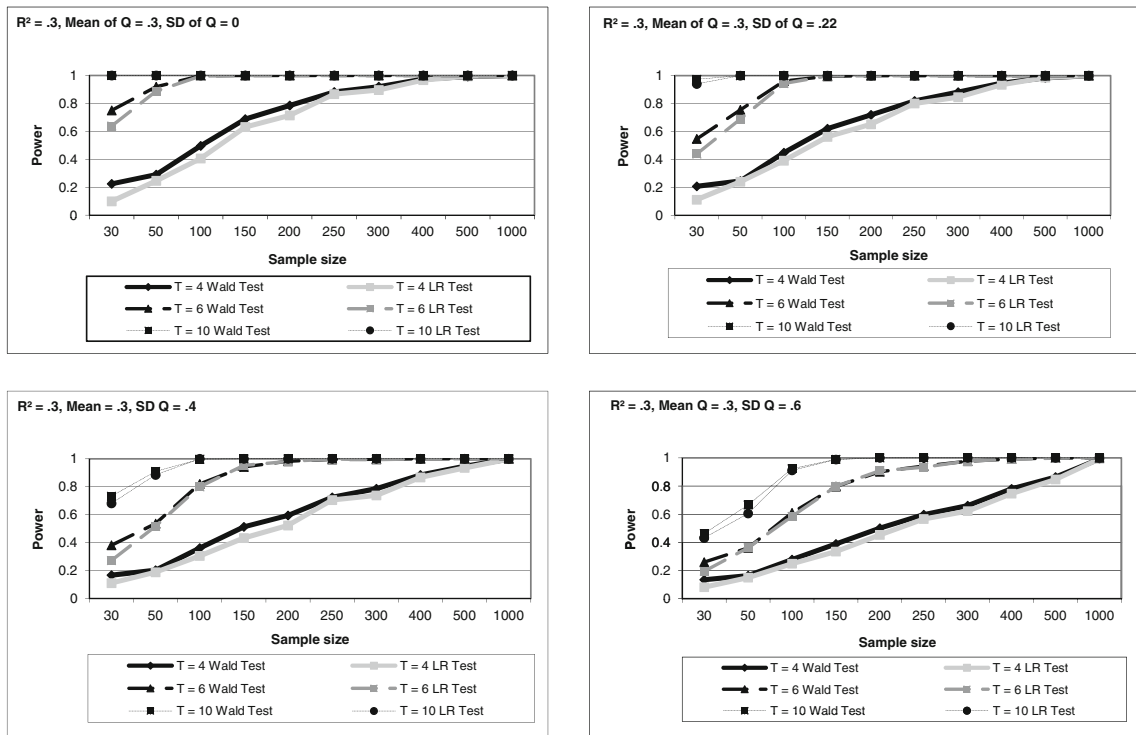 R² = .3, Mean of Q = .3, SD of Q = 0
1
0.8
0.6
0.4
0.2
0
Power
30 50 100 150 200 250 300 400 500 1000
Sample size
T = 4 Wald Test T = 4 LR Test
T = 6 Wald Test T = 6 LR Test
T = 10 Wald Test T = 10 LR Test
R² = .3, Mean of Q = .3, SD of Q = .22
1
0.8
0.6
0.4
0.2
0
Power
30 50 100 150 200 250 300 400 500 1000
Sample size
T = 4 Wald Test T = 4 LR Test
T = 6 Wald Test T = 6 LR Test
T = 10 Wald Test T = 10 LR Test
R² = .3, Mean = .3, SD Q = .4
1
0.8
0.6
0.4
0.2
0
Power
30 50 100 150 200 250 300 400 500 1000
Sample size
T = 4 Wald Test T = 4 LR Test
T = 6 Wald Test T = 6 LR Test
T = 10 Wald Test T = 10 LR Test
R² = .3, Mean Q = .3, SD Q = .6
1
0.8
0.6
0.4
0.2
0
Power
30 50 100 150 200 250 300 400 500 1000
Sample size
T = 4 Wald Test T = 4 LR Test
T = 6 Wald Test T = 6 LR Test
T = 10 Wald Test T = 10 LR Test